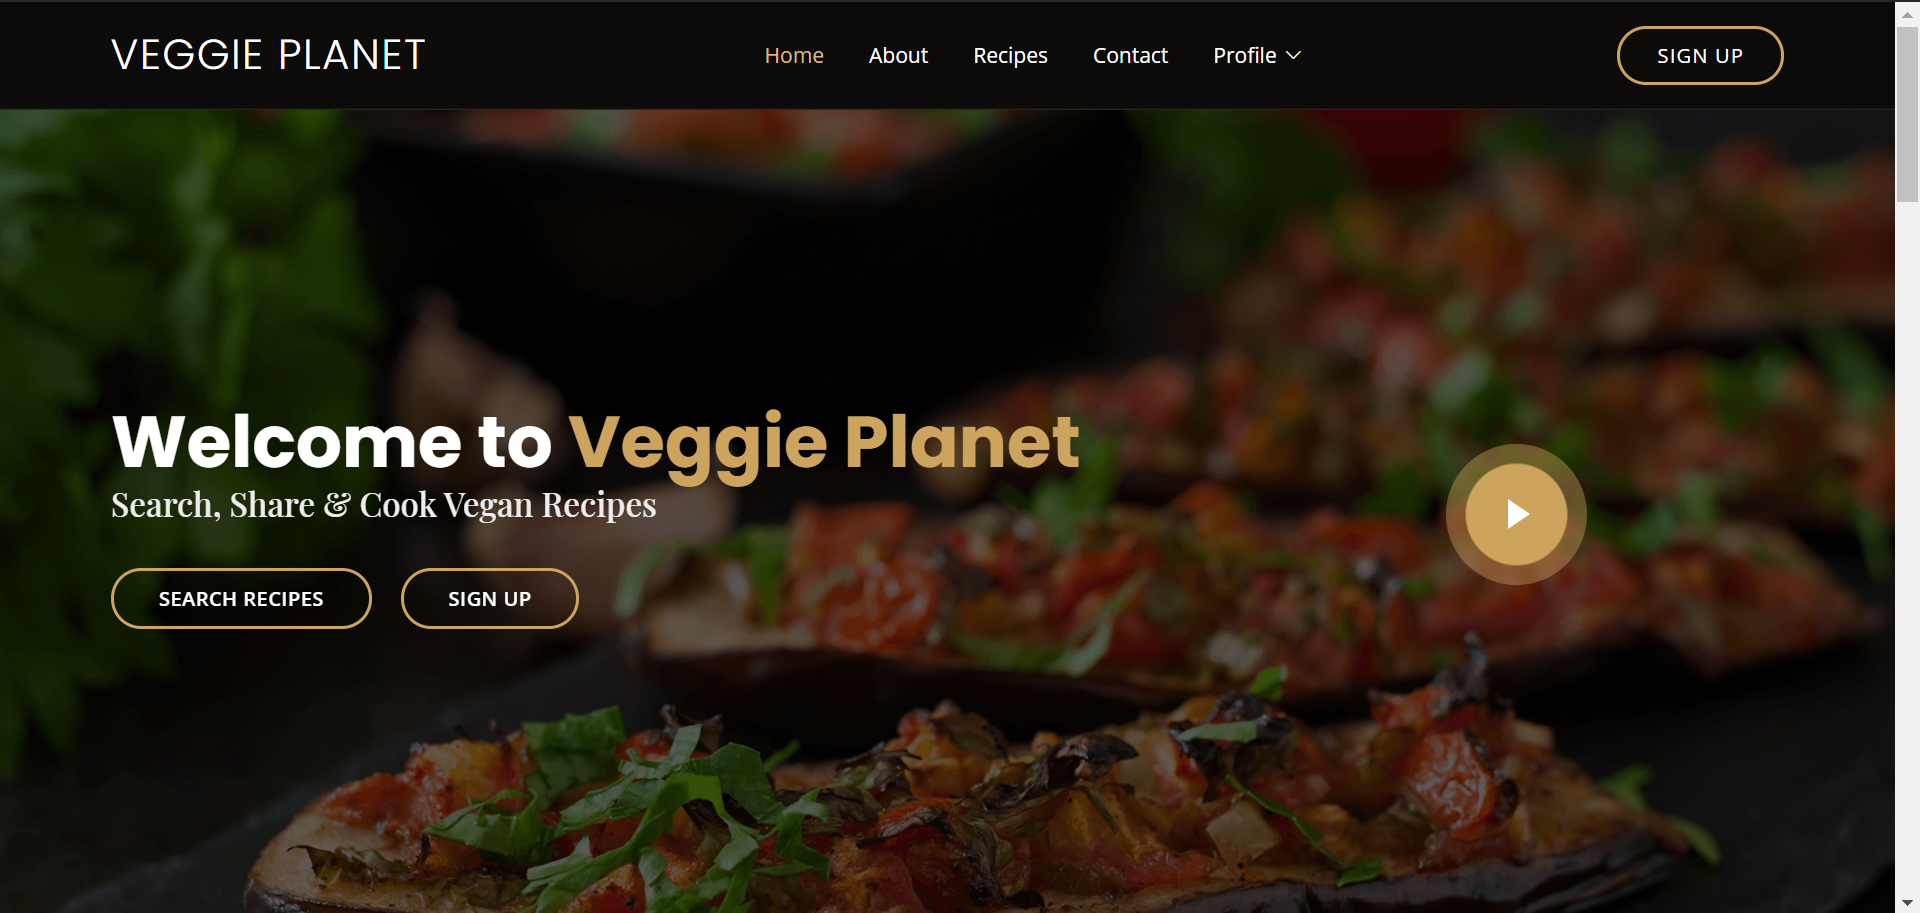 VEGGIE PLANET
Home About Recipes Contact Profile
SIGN UP
Welcome to Veggie Planet
Search, Share & Cook Vegan Recipes
SEARCH RECIPES SIGN UP